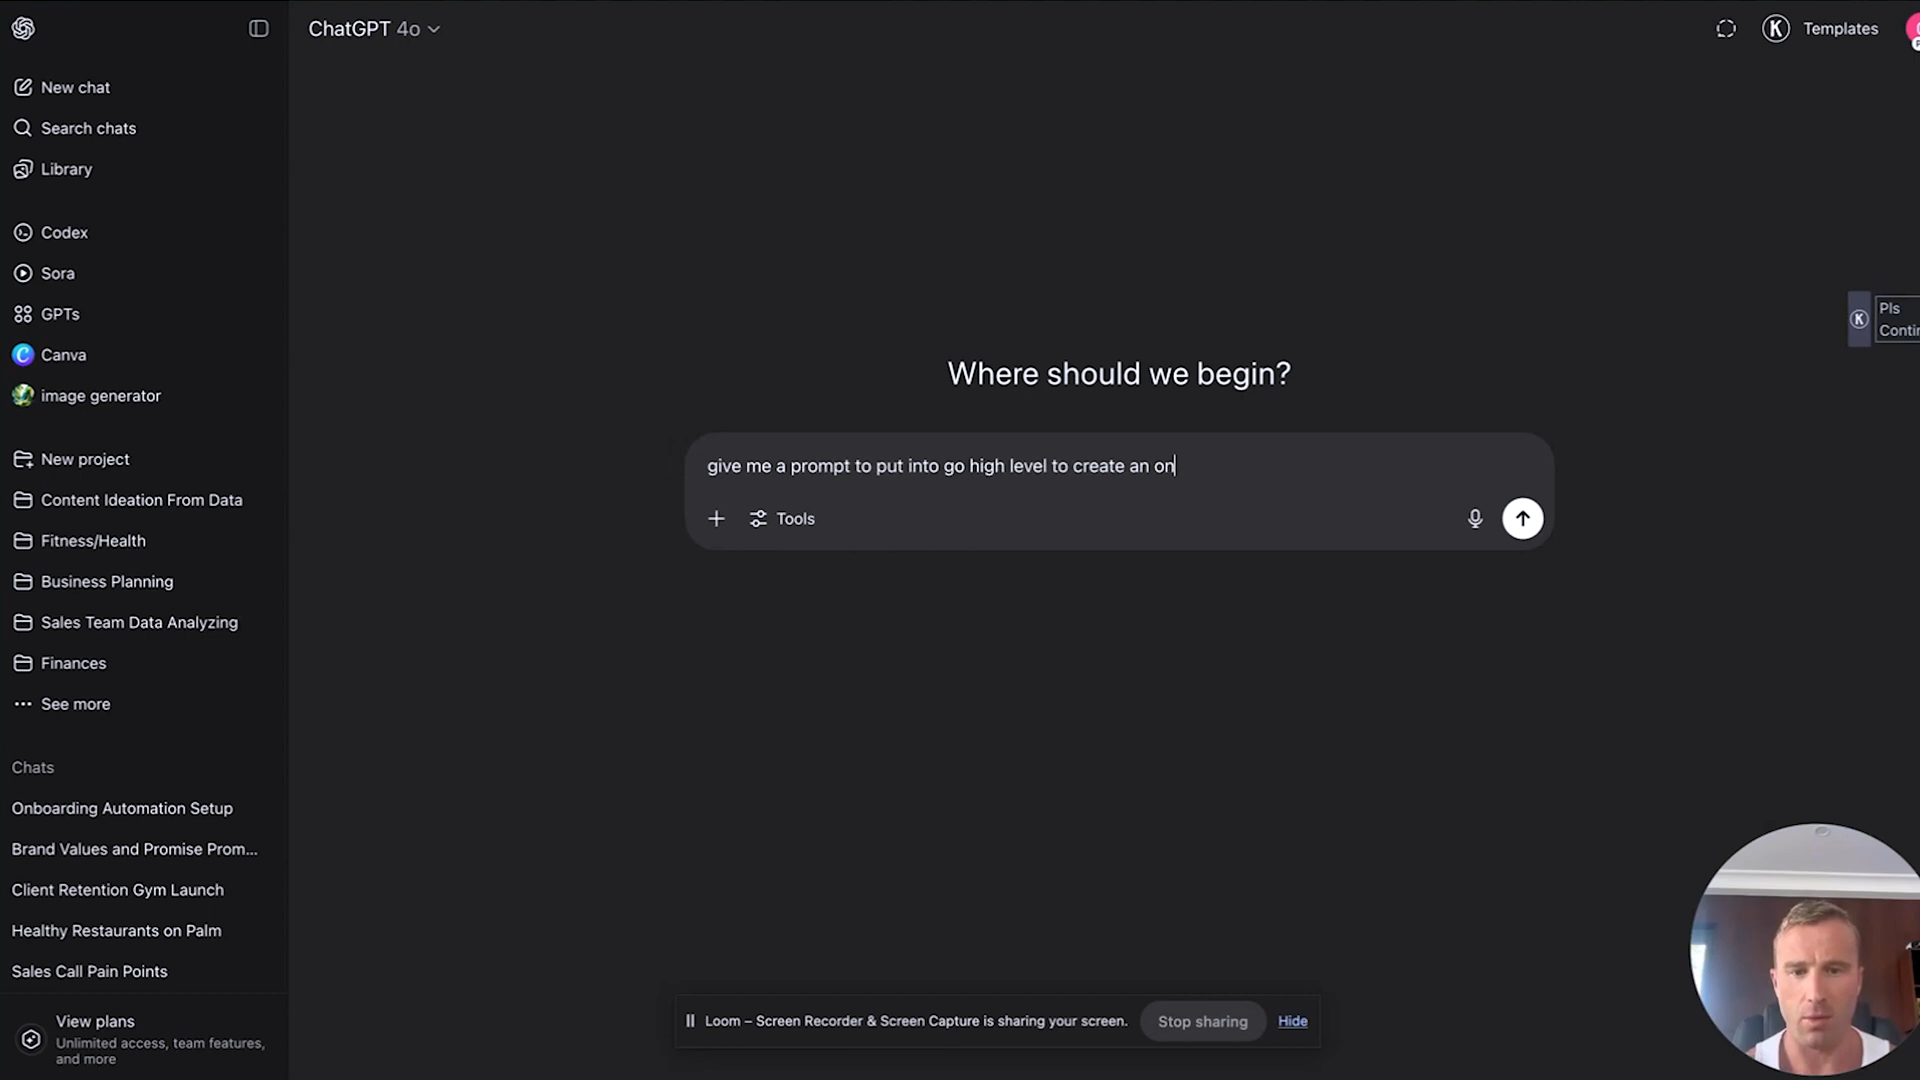 ChatGPT 4o
Templates
New chat
Search chats
Library
Codex
Sora
GPTs
Canva
image generator
New project
Content Ideation From Data
Fitness/Health
Business Planning
Sales Team Data Analyzing
Finances
See more
Chats
Onboarding Automation Setup
Brand Values and Promise Prom...
Client Retention Gym Launch
Healthy Restaurants on Palm
Sales Call Pain Points
View plans
Unlimited access, team features,
and more
Where should we begin?
give me a prompt to put into go high level to create an on
Tools
K
K
Pls
Contin
Loom – Screen Recorder & Screen Capture is sharing your screen.
Stop sharing
Hide